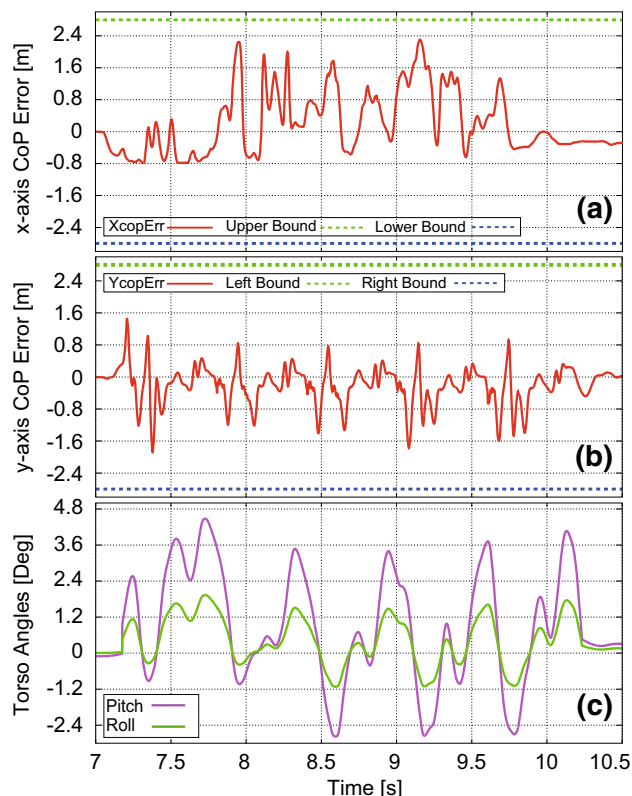 x-axis CoP Error [m]
2.4
1.6
0.8
0
-0.8
-1.6
-2.4
XcopErr Upper Bound Lower Bound
(a)
y-axis CoP Error [m]
2.4
1.6
0.8
0
-0.8
-1.6
-2.4
YcopErr Left Bound Right Bound
(b)
Torso Angles [Deg]
4.8
3.6
2.4
1.2
0
-1.2
-2.4
Pitch
Roll
(c)
7 7.5 8 8.5 9 9.5 10 10.5
Time [s]